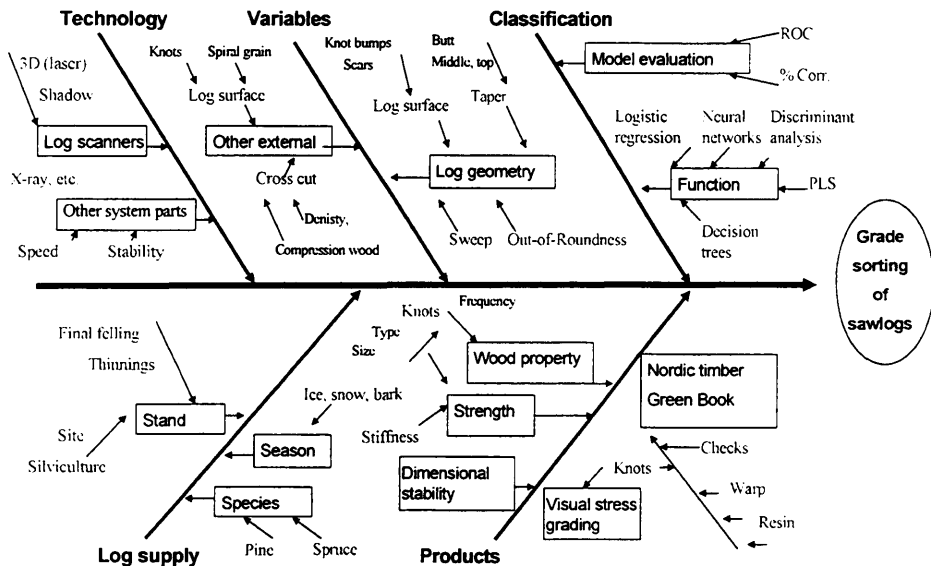 Technology
Variables
Classification
3D (laser)
Shadow
Log scanners
X-ray, etc.
Other system parts
Speed
Stability
Knots
Spiral grain
Log surface
Other external
Cross cut
Denisty,
Compression wood
Knot bumps
Scars
Log surface
Butt
Middle, top
Taper
Log geometry
Sweep
Out-of-Roundness
ROC
Model evaluation
% Corr.
Logistic
regression
Neural
networks
Discriminant
analysis
Function
PLS
Decision
trees
Grade
sorting
of
sawlogs
Final felling
Thinnings
Stand
Site
Silviculture
Ice, snow, bark
Season
Species
Pine
Spruce
Log supply
Frequency
Knots
Type
Size
Wood property
Strength
Stiffness
Dimensional
stability
Visual stress
grading
Products
Nordic timber
Green Book
Checks
Knots
Warp
Resin